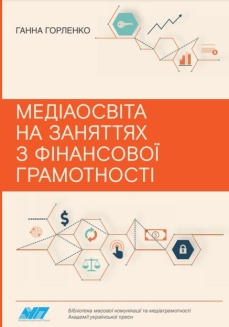 ГАННА ГОРЛЕНКО
МЕДІАОСВІТА
НА ЗАНЯТТЯХ
З ФІНАНСОВОЇ
ГРАМОТНОСТІ
Бібліотека масової комунікації та медіаграмотності
Академії української преси